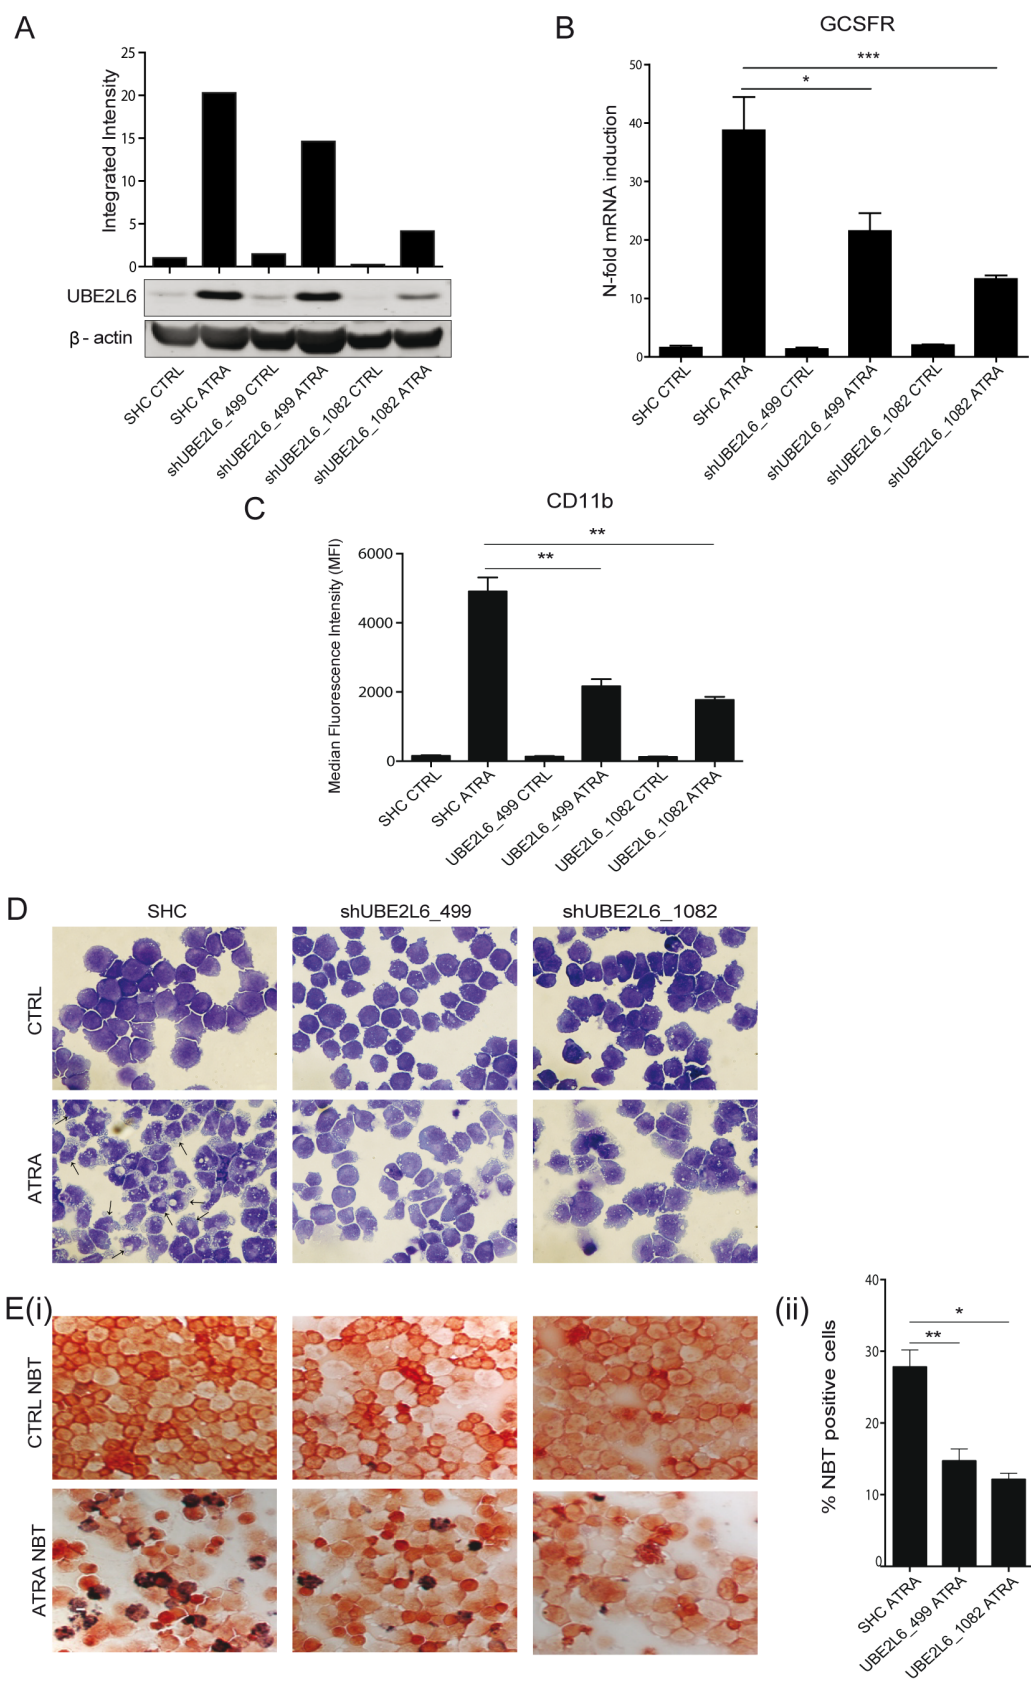 A
25
20
15
10
5
0
Integrated Intensity
UBE2L6
β - actin
SHC CTRL
SHC ATRA
shUBE2L6_499 CTRL
shUBE2L6_499 ATRA
shUBE2L6_1082 CTRL
shUBE2L6_1082 ATRA
B
GCSFR
***
*
50
40
30
20
10
0
N-fold mRNA induction
SHC CTRL
SHC ATRA
shUBE2L6_499 CTRL
shUBE2L6_499 ATRA
shUBE2L6_1082 CTRL
shUBE2L6_1082 ATRA
C
CD11b
**
**
6000
4000
2000
0
Median Fluorescence Intensity (MFI)
SHC CTRL
SHC ATRA
UBE2L6_499 CTRL
UBE2L6_499 ATRA
UBE2L6_1082 CTRL
UBE2L6_1082 ATRA
D
SHC
shUBE2L6_499
shUBE2L6_1082
CTRL
ATRA
E(i)
CTRL NBT
ATRA NBT
(ii)
*
**
40
30
20
10
0
% NBT positive cells
SHC ATRA
UBE2L6_499 ATRA
UBE2L6_1082 ATRA